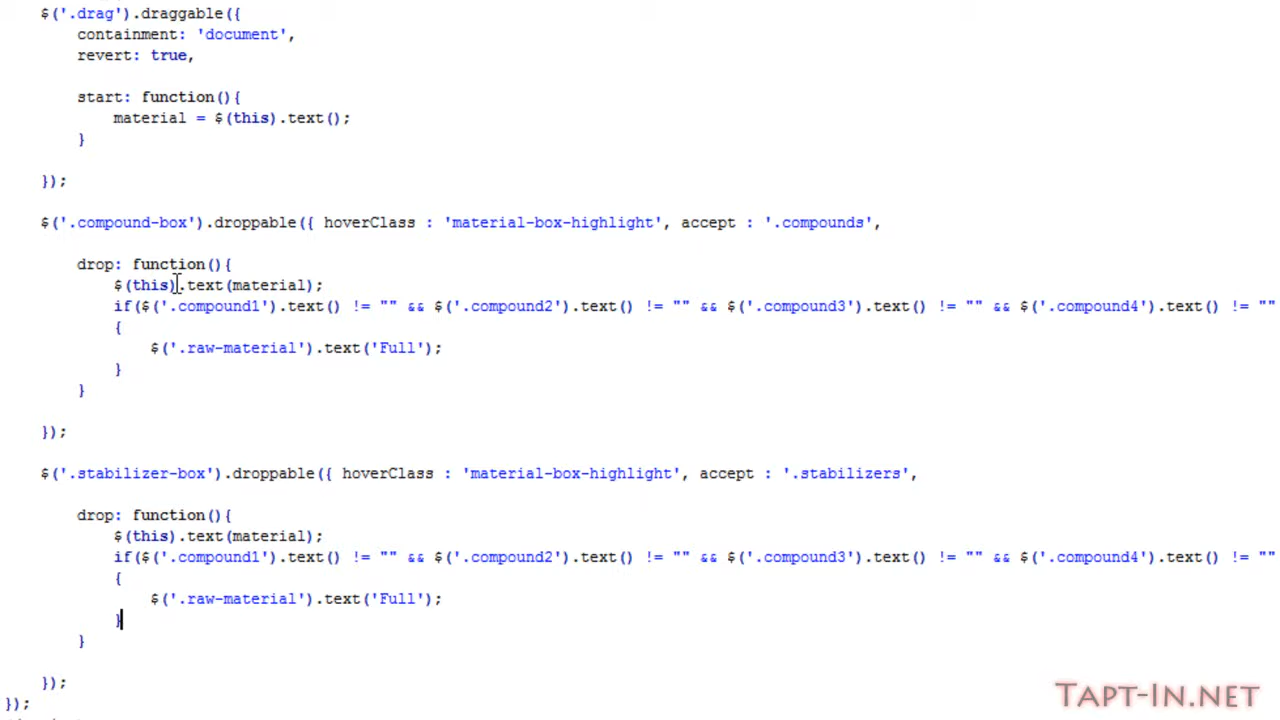 $('.drag').draggable({
containment: 'document',
revert: true,
start: function(){
material = $(this).text();
}
});
$('.compound-box').droppable({ hoverClass : 'material-box-highlight', accept : '.compounds',
drop: function(){
$(this).text(material);
if($('.compound1').text() != "" && $('.compound2').text() != "" && $('.compound3').text() != "" && $('.compound4').text() != ""
{
$('.raw-material').text('Full');
}
}
});
$('.stabilizer-box').droppable({ hoverClass : 'material-box-highlight', accept : '.stabilizers',
drop: function(){
$(this).text(material);
if($('.compound1').text() != "" && $('.compound2').text() != "" && $('.compound3').text() != "" && $('.compound4').text() != ""
{
$('.raw-material').text('Full');
}
}
});
});
Tapt-In.net